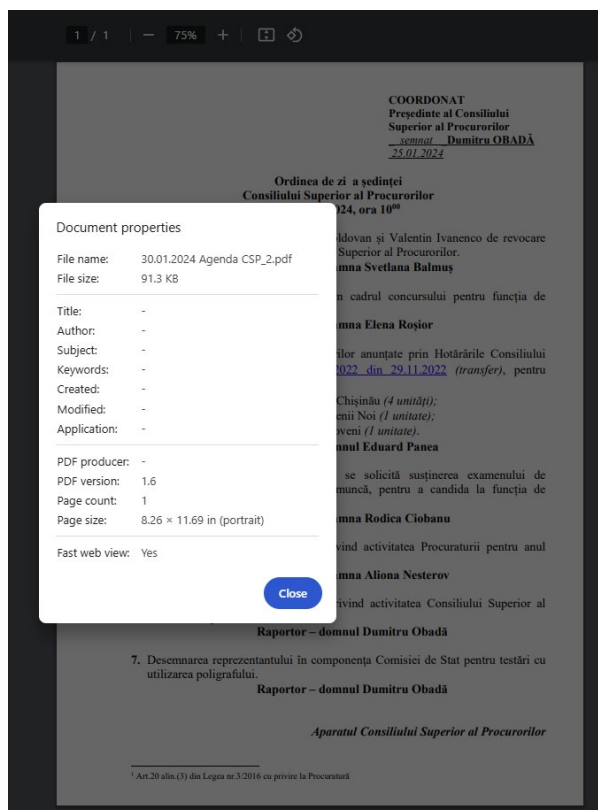 1 / 1 | — 75% + |
COORDONAT
Președinte al Consiliului
Superior al Procurorilor
semnat Dumitru OBADĂ
25.01.2024
Ordinea de zi a ședinței
Consiliului Superior al Procurorilor
024, ora 10⁰⁰
Document properties
File name: 30.01.2024 Agenda CSP_2.pdf
File size: 91.3 KB
Title: -
Author: -
Subject: -
Keywords: -
Created: -
Modified: -
Application: -
PDF producer: -
PDF version: 1.6
Page count: 1
Page size: 8.26 × 11.69 in (portrait)
Fast web view: Yes
Close
ldovan și Valentin Ivanenco de revocare
Superior al Procurorilor.
mna Svetlana Balmuș
n cadrul concursului pentru funcția de
mna Elena Roșior
rilor anunțate prin Hotărârile Consiliului
2022 din 29.11.2022 (transfer), pentru
Chișinău (4 unități);
enii Noi (1 unitate);
oveni (1 unitate).
nnul Eduard Panea
se solicită susținerea examenului de
muncă, pentru a candida la funcția de
mna Rodica Ciobanu
vind activitatea Procuraturii pentru anul
mna Aliona Nesterov
rivind activitatea Consiliului Superior al
Raportor – domnul Dumitru Obadă
7. Desemnarea reprezentantului în componența Comisiei de Stat pentru testări cu
utilizarea poligrafului.
Raportor – domnul Dumitru Obadă
Aparatul Consiliului Superior al Procurorilor
¹ Art.20 alin.(3) din Legea nr.3/2016 cu privire la Procuratură